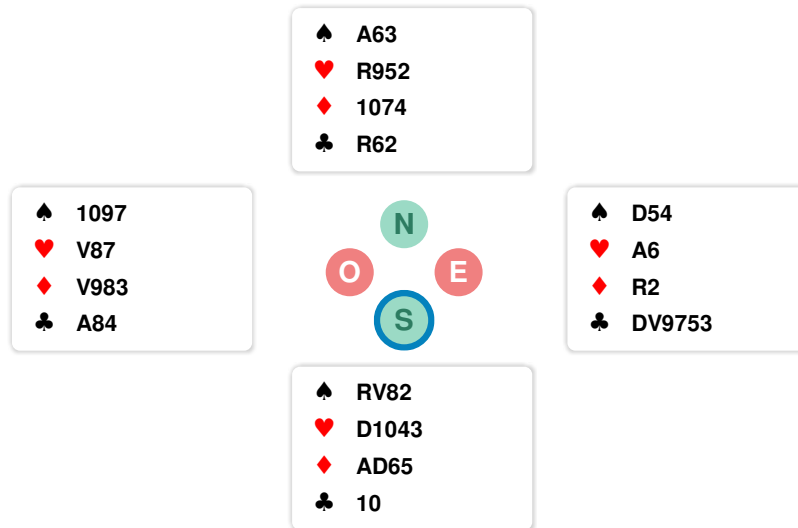 ♠ A63
♥ R952
♦ 1074
♣ R62
♠ 1097
♥ V87
♦ V983
♣ A84
N
O E
S
♠ D54
♥ A6
♦ R2
♣ DV9753
♠ RV82
♥ D1043
♦ AD65
♣ 10